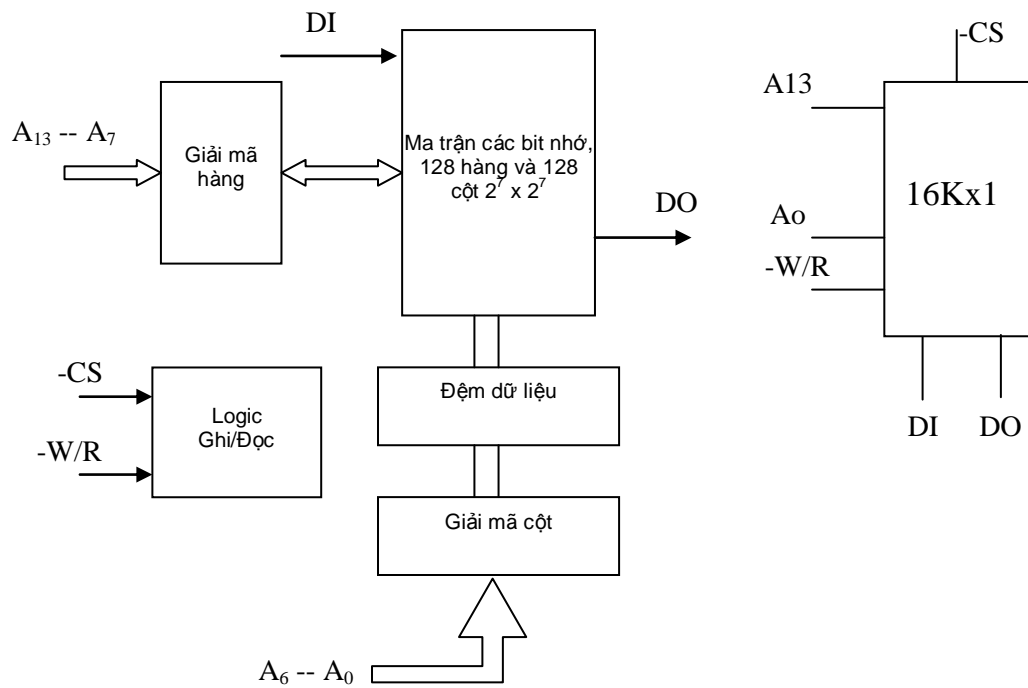 DI
-CS
A13
A₁₃ -- A₇
Giải mã
hàng
Ma trận các bit nhớ,
128 hàng và 128
cột 2⁷ x 2⁷
16Kx1
DO
Ao
-W/R
-CS
Logic
Ghi/Đọc
-W/R
Đệm dữ liệu
DI
DO
Giải mã cột
A₆ -- A₀